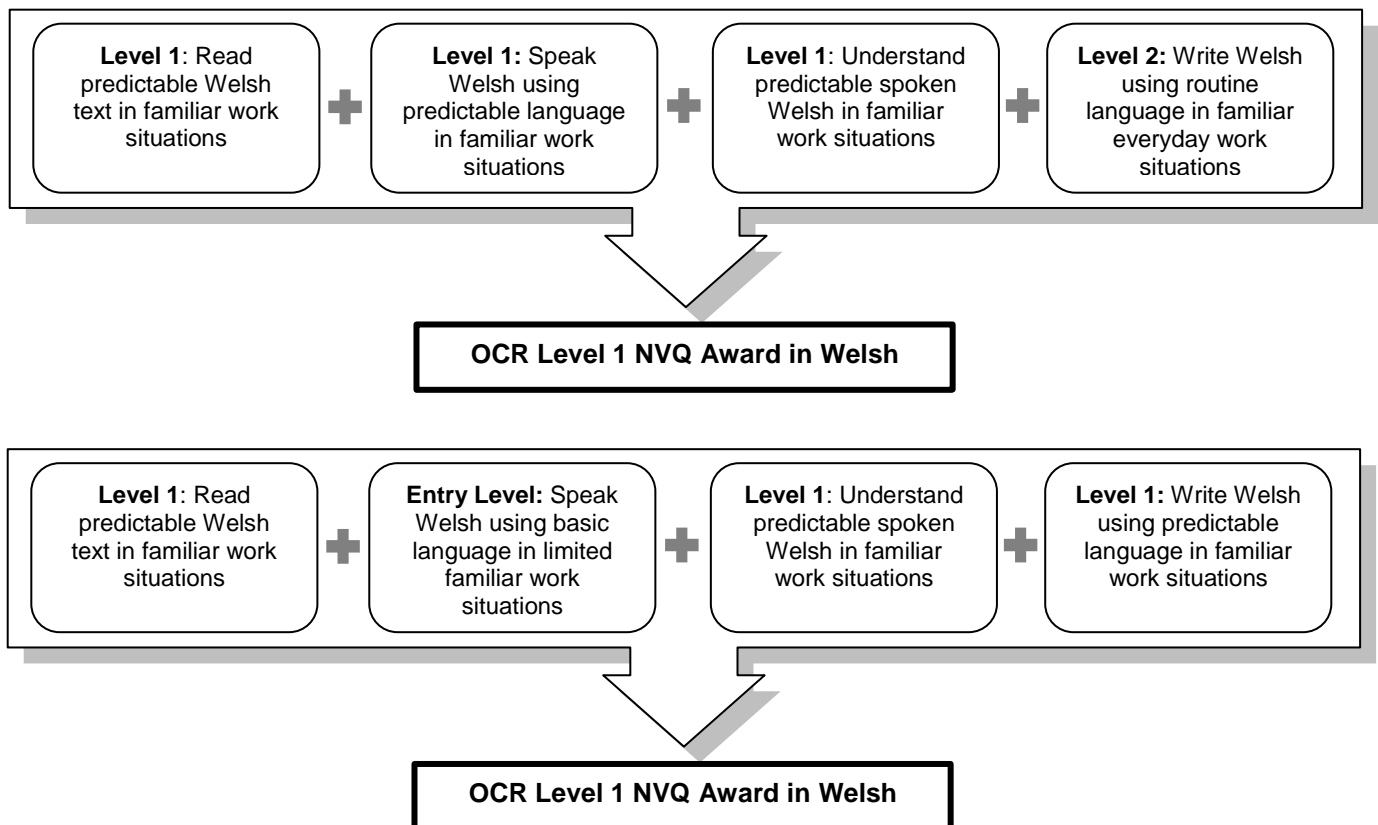 Level 1: Read
predictable Welsh
text in familiar work
situations
Level 1: Speak
Welsh using
predictable language
in familiar work
situations
Level 1: Understand
predictable spoken
Welsh in familiar
work situations
Level 2: Write Welsh
using routine
language in familiar
everyday work
situations
OCR Level 1 NVQ Award in Welsh
Level 1: Read
predictable Welsh
text in familiar work
situations
Entry Level: Speak
Welsh using basic
language in limited
familiar work
situations
Level 1: Understand
predictable spoken
Welsh in familiar
work situations
Level 1: Write Welsh
using predictable
language in familiar
work situations
OCR Level 1 NVQ Award in Welsh